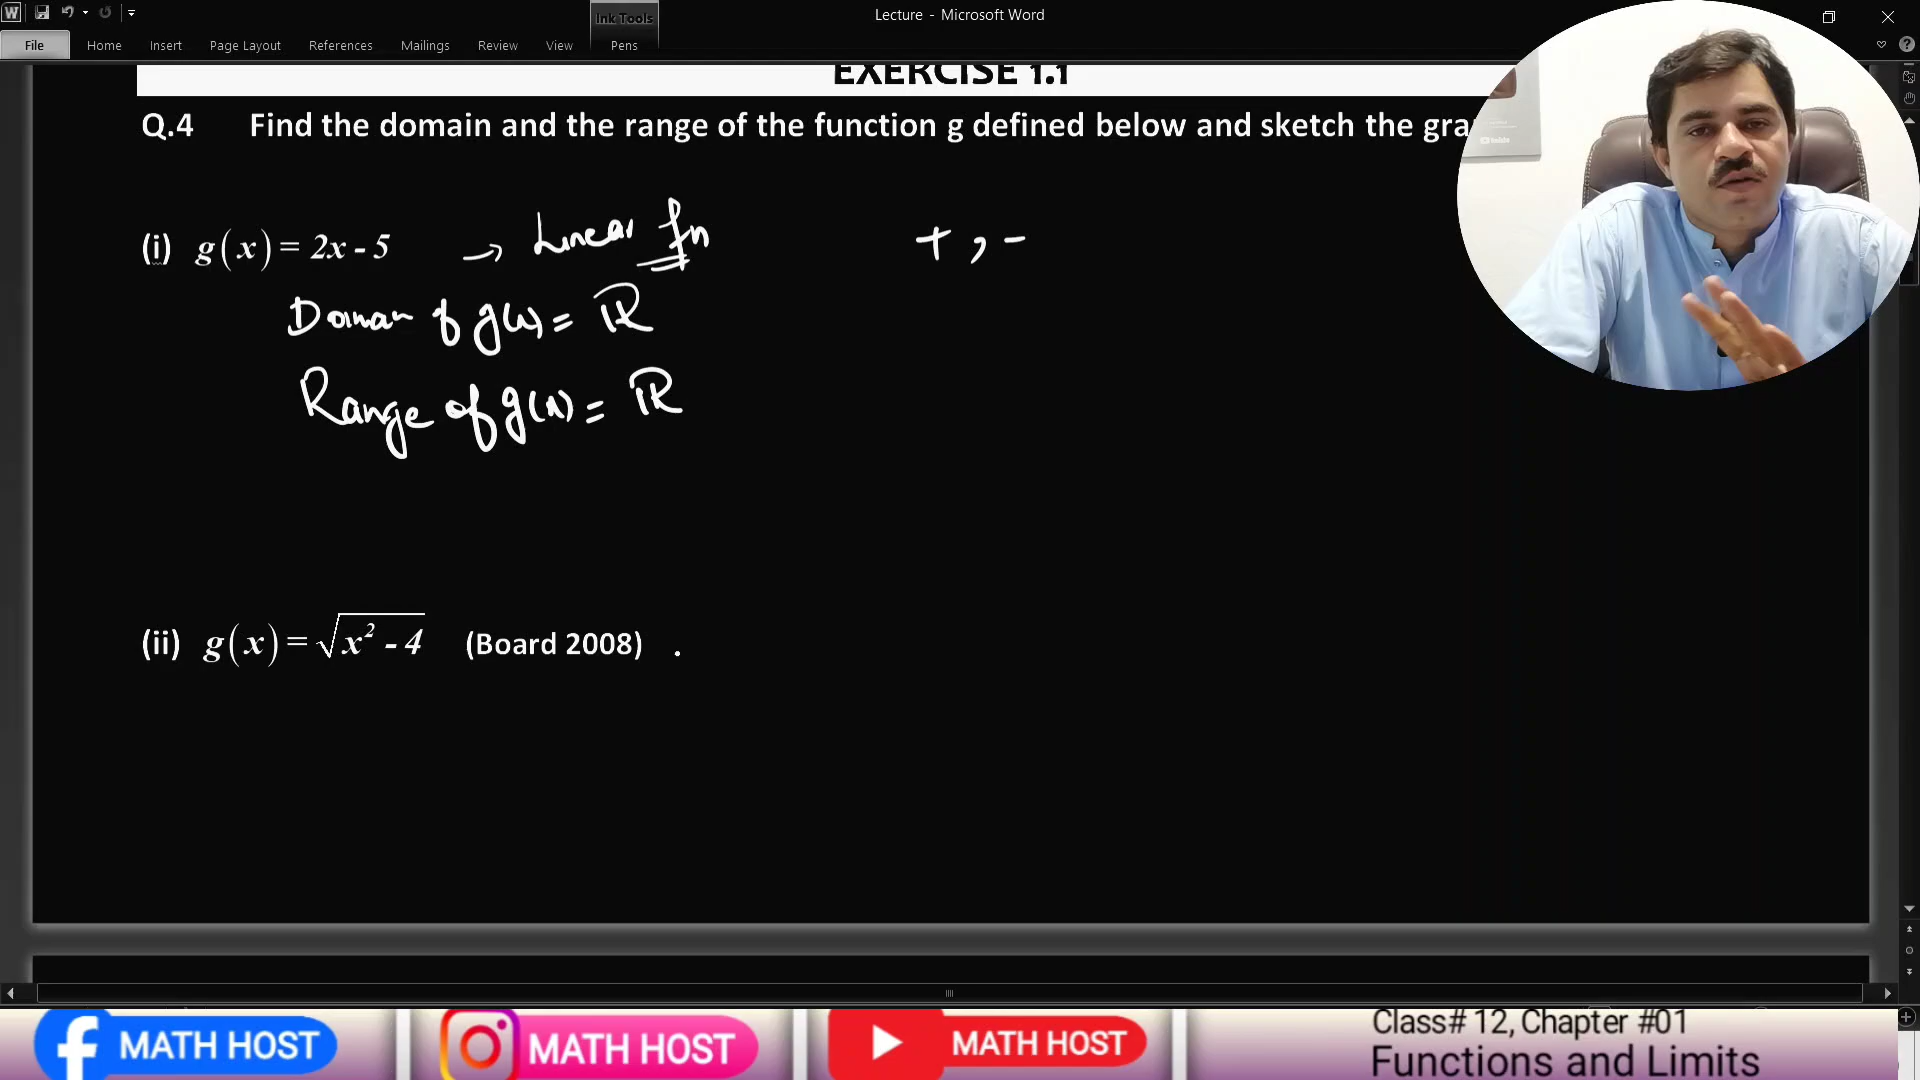 Lecture - Microsoft Word
Ink Tools
File Home Insert Page Layout References Mailings Review View Pens
EXERCISE 1.1
Q.4 Find the domain and the range of the function g defined below and sketch the gra
(i) g(x) = 2x - 5 → Linear fn + , -
Domain of g(x) = ℝ
Range of g(x) = ℝ
(ii) g(x) = √(x² - 4) (Board 2008) .
MATH HOST MATH HOST MATH HOST
Class# 12, Chapter #01
Functions and Limits